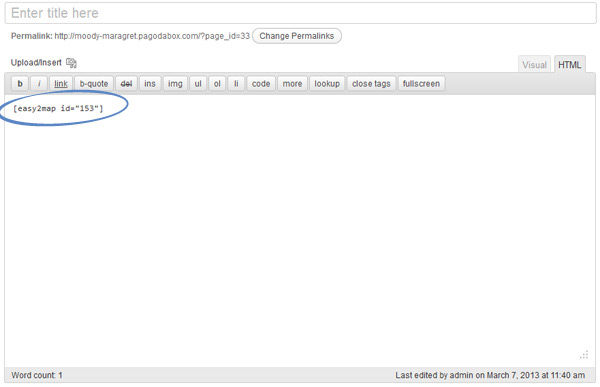 Enter title here
Permalink: http://moody-maragret.pagodabox.com/?page_id=33 Change Permalinks
Upload/Insert Visual HTML
b i link b-quote del ins img ul ol li code more lookup close tags fullscreen
[easy2map id="153"]
Word count: 1 Last edited by admin on March 7, 2013 at 11:40 am